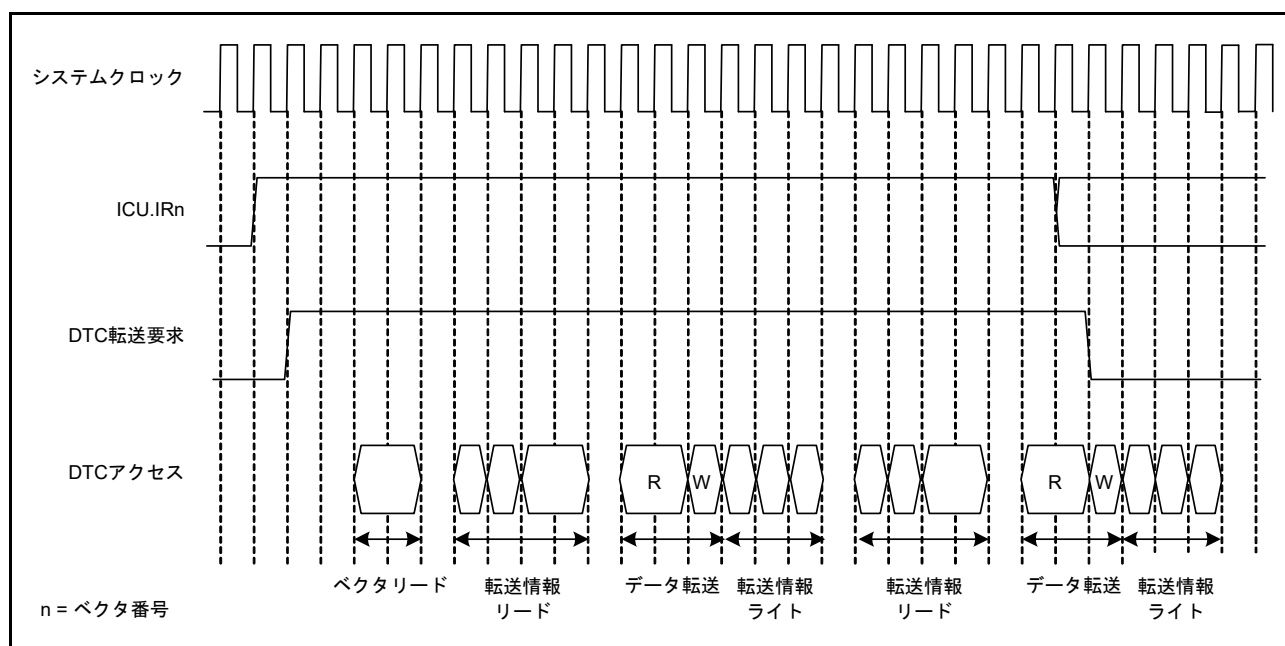 システムクロック
ICU.IRn
DTC転送要求
DTCアクセス
R
W
R
W
ベクタリード
転送情報
リード
データ転送
転送情報
ライト
転送情報
リード
データ転送
転送情報
ライト
n = ベクタ番号